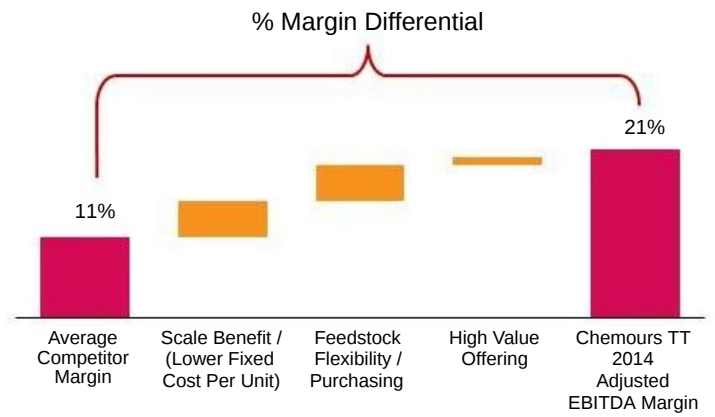 % Margin Differential
21%
11%
Average
Competitor
Margin
Scale Benefit /
(Lower Fixed
Cost Per Unit)
Feedstock
Flexibility /
Purchasing
High Value
Offering
Chemours TT
2014
Adjusted
EBITDA Margin